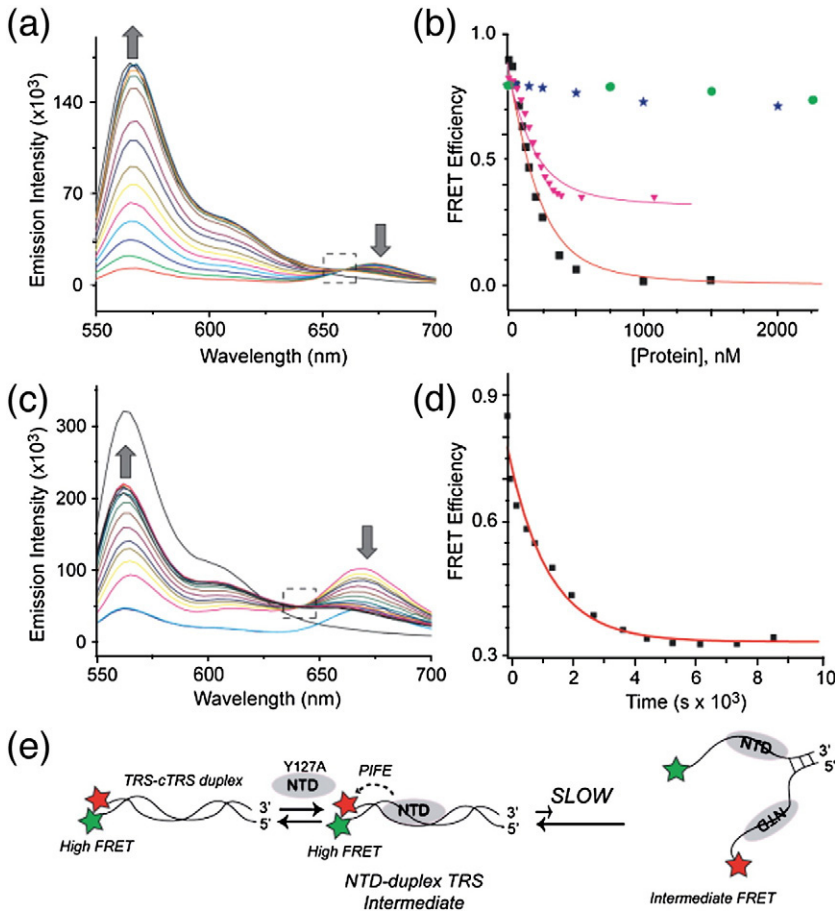 (a)
Emission Intensity (x10³)
140
70
0
550
600
650
700
Wavelength (nm)
(b)
FRET Efficiency
1.0
0.5
0.0
0
1000
2000
[Protein], nM
(c)
Emission Intensity (x10³)
300
200
100
0
550
600
650
700
Wavelength (nm)
(d)
FRET Efficiency
0.9
0.6
0.3
0
2
4
6
8
10
Time (s x 10³)
(e)
TRS-cTRS duplex
High FRET
3'
5'
Y127A
NTD
PIFE
NTD
High FRET
3'
5'
NTD-duplex TRS
Intermediate
SLOW
NTD
3'
5'
NTD
Intermediate FRET